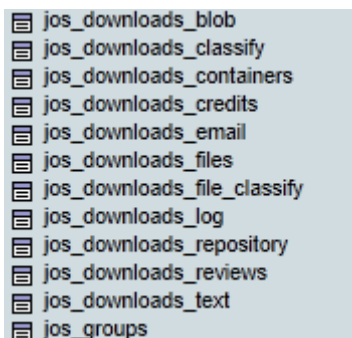 jos_downloads_blob
jos_downloads_classify
jos_downloads_containers
jos_downloads_credits
jos_downloads_email
jos_downloads_files
jos_downloads_file_classify
jos_downloads_log
jos_downloads_repository
jos_downloads_reviews
jos_downloads_text
jos_groups